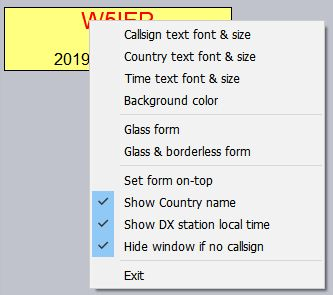 W5IER
2019
Callsign text font & size
Country text font & size
Time text font & size
Background color
Glass form
Glass & borderless form
Set form on-top
Show Country name
Show DX station local time
Hide window if no callsign
Exit